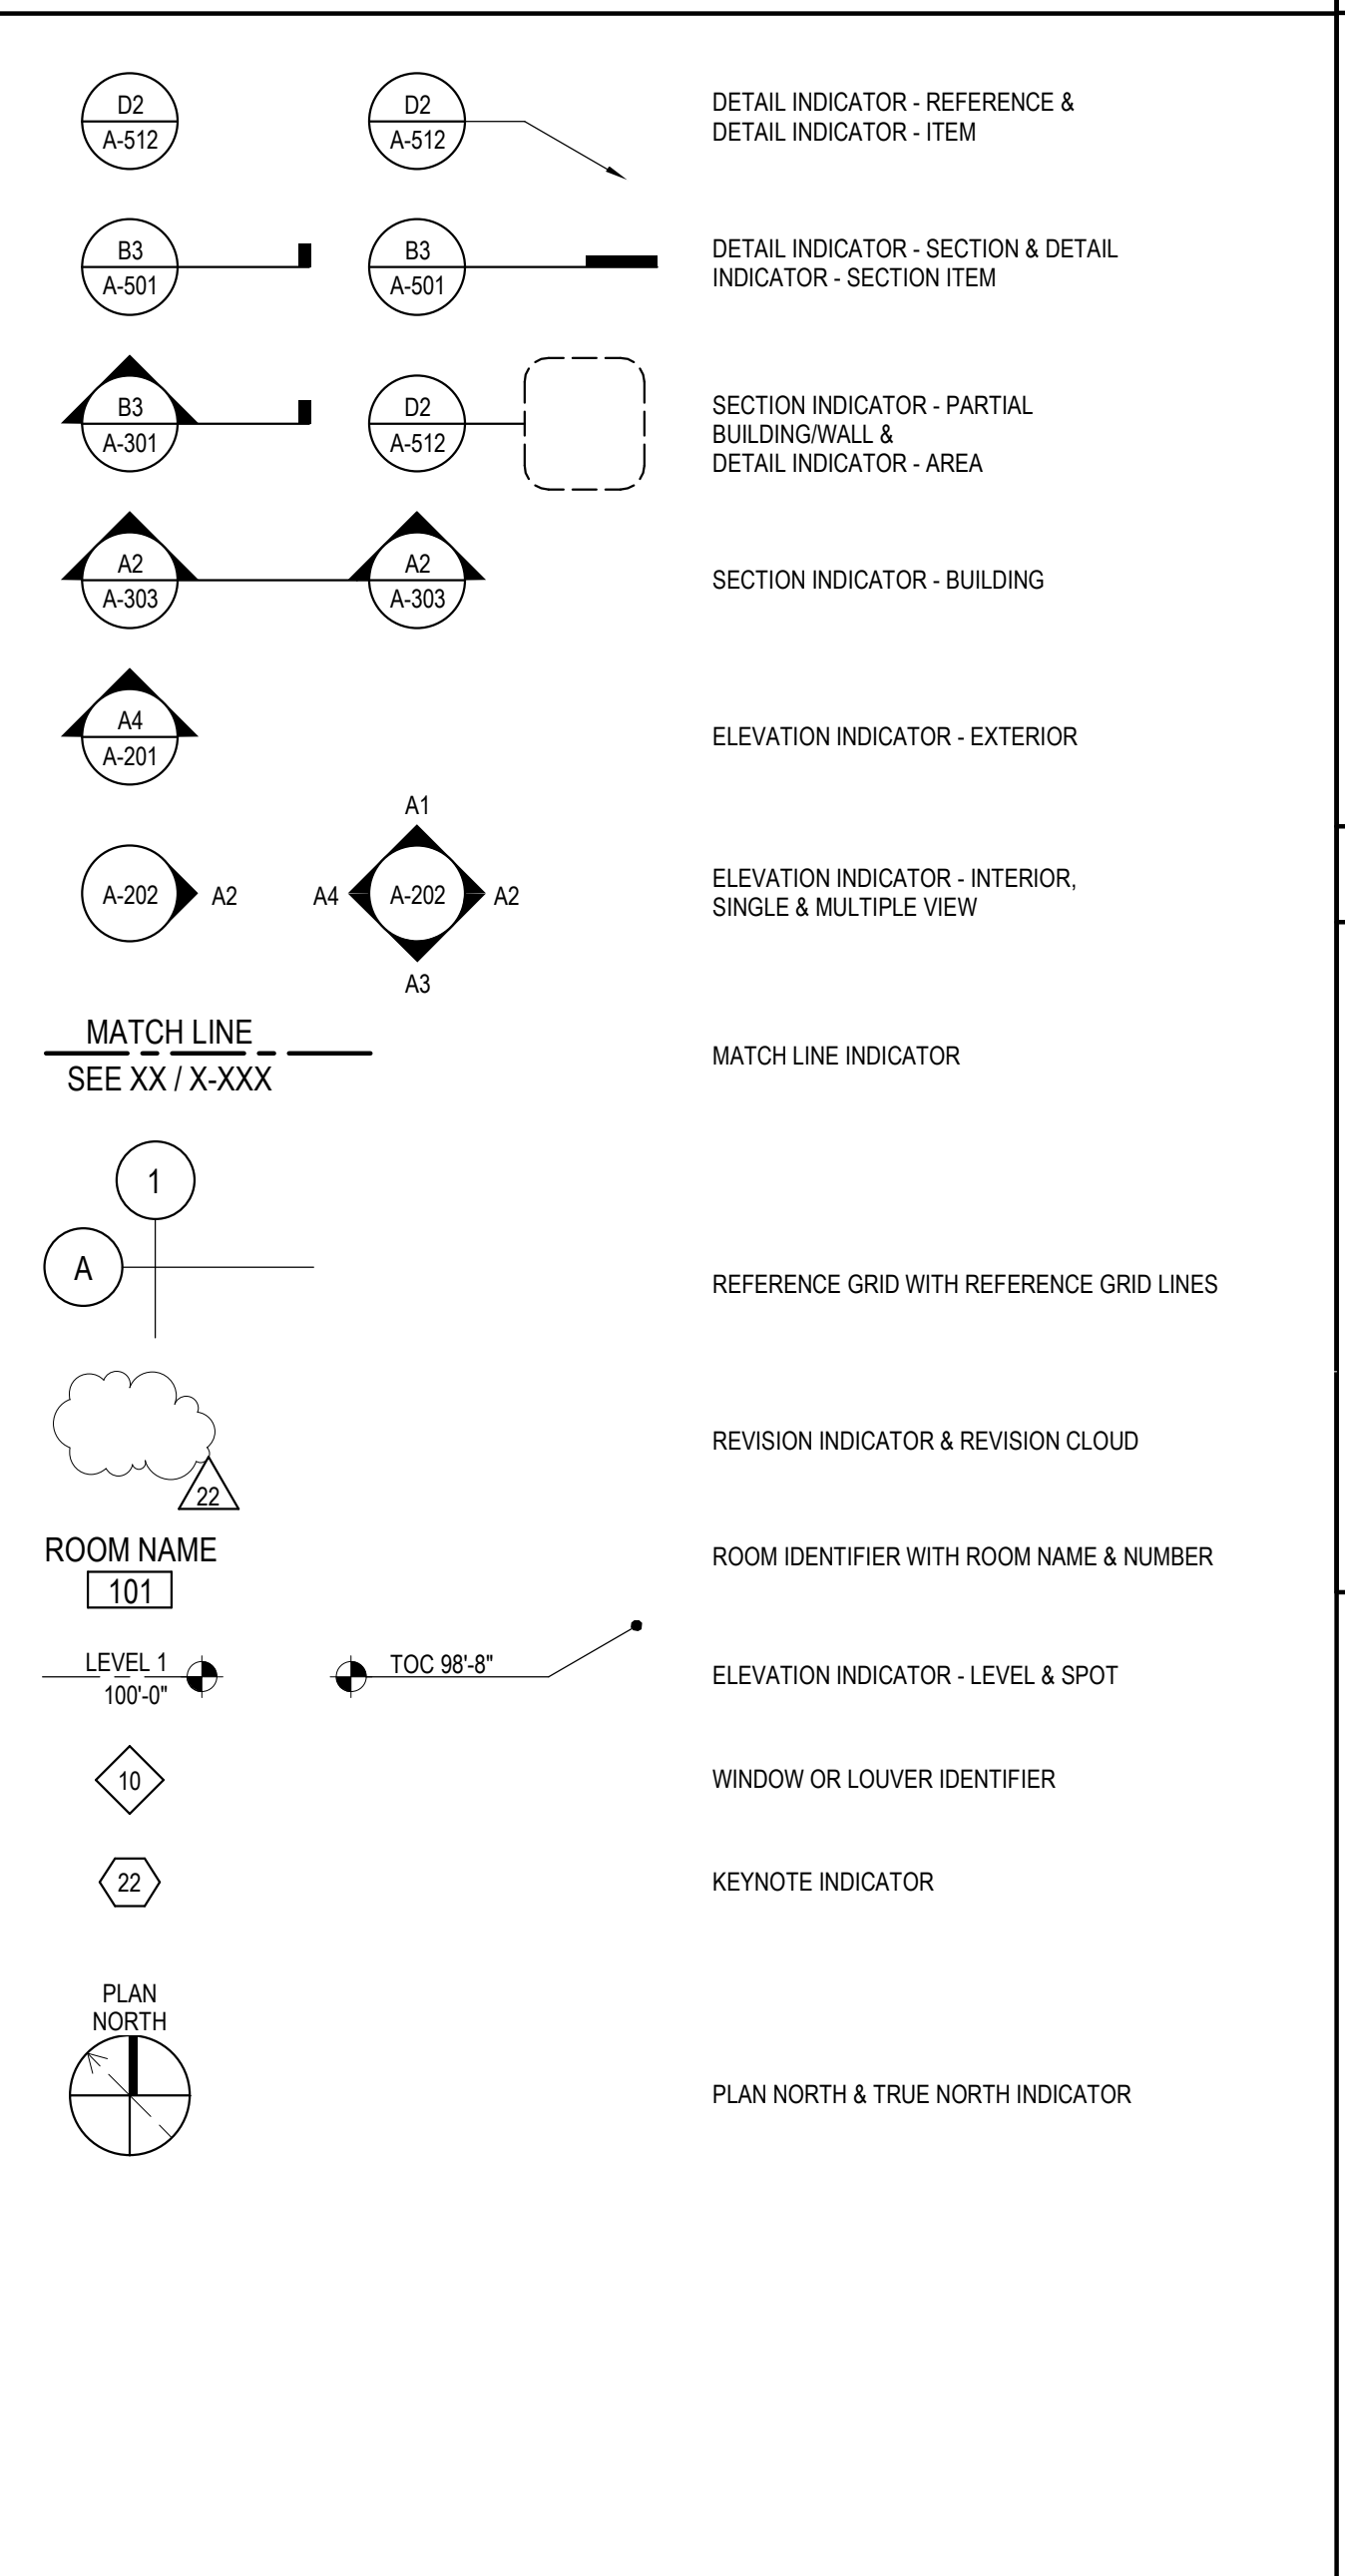 D2
A-512
D2
A-512
DETAIL INDICATOR - REFERENCE &
DETAIL INDICATOR - ITEM
B3
A-501
B3
A-501
DETAIL INDICATOR - SECTION & DETAIL
INDICATOR - SECTION ITEM
B3
A-301
D2
A-512
SECTION INDICATOR - PARTIAL
BUILDING/WALL &
DETAIL INDICATOR - AREA
A2
A-303
A2
A-303
SECTION INDICATOR - BUILDING
A4
A-201
ELEVATION INDICATOR - EXTERIOR
A-202
A2
A1
A4
A-202
A2
A3
ELEVATION INDICATOR - INTERIOR,
SINGLE & MULTIPLE VIEW
MATCH LINE
SEE XX / X-XXX
MATCH LINE INDICATOR
1
A
REFERENCE GRID WITH REFERENCE GRID LINES
22
REVISION INDICATOR & REVISION CLOUD
ROOM NAME
101
ROOM IDENTIFIER WITH ROOM NAME & NUMBER
LEVEL 1
100'-0"
TOC 98'-8"
ELEVATION INDICATOR - LEVEL & SPOT
10
WINDOW OR LOUVER IDENTIFIER
22
KEYNOTE INDICATOR
PLAN
NORTH
PLAN NORTH & TRUE NORTH INDICATOR